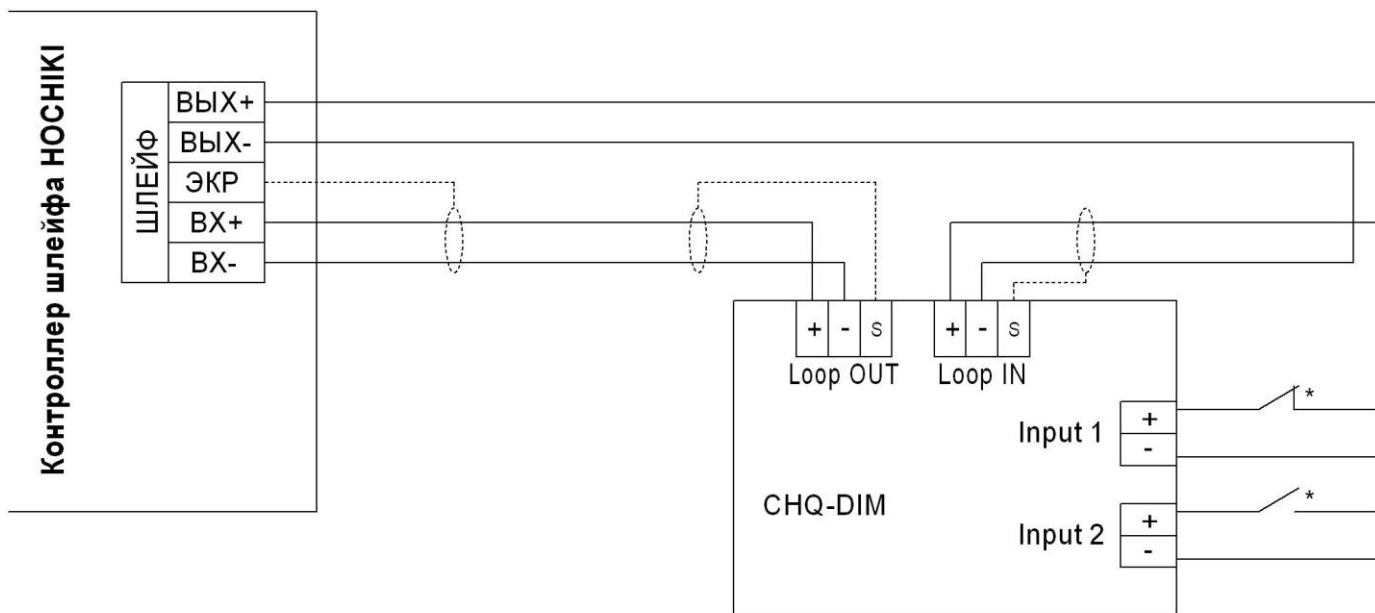 Контроллер шлейфа HOCHIKI
ШЛЕЙФ
ВЫХ+
ВЫХ-
ЭКР
ВХ+
ВХ-
+ - S
Loop OUT
+ - S
Loop IN
Input 1
+
-
*
CHQ-DIM
Input 2
+
-
*